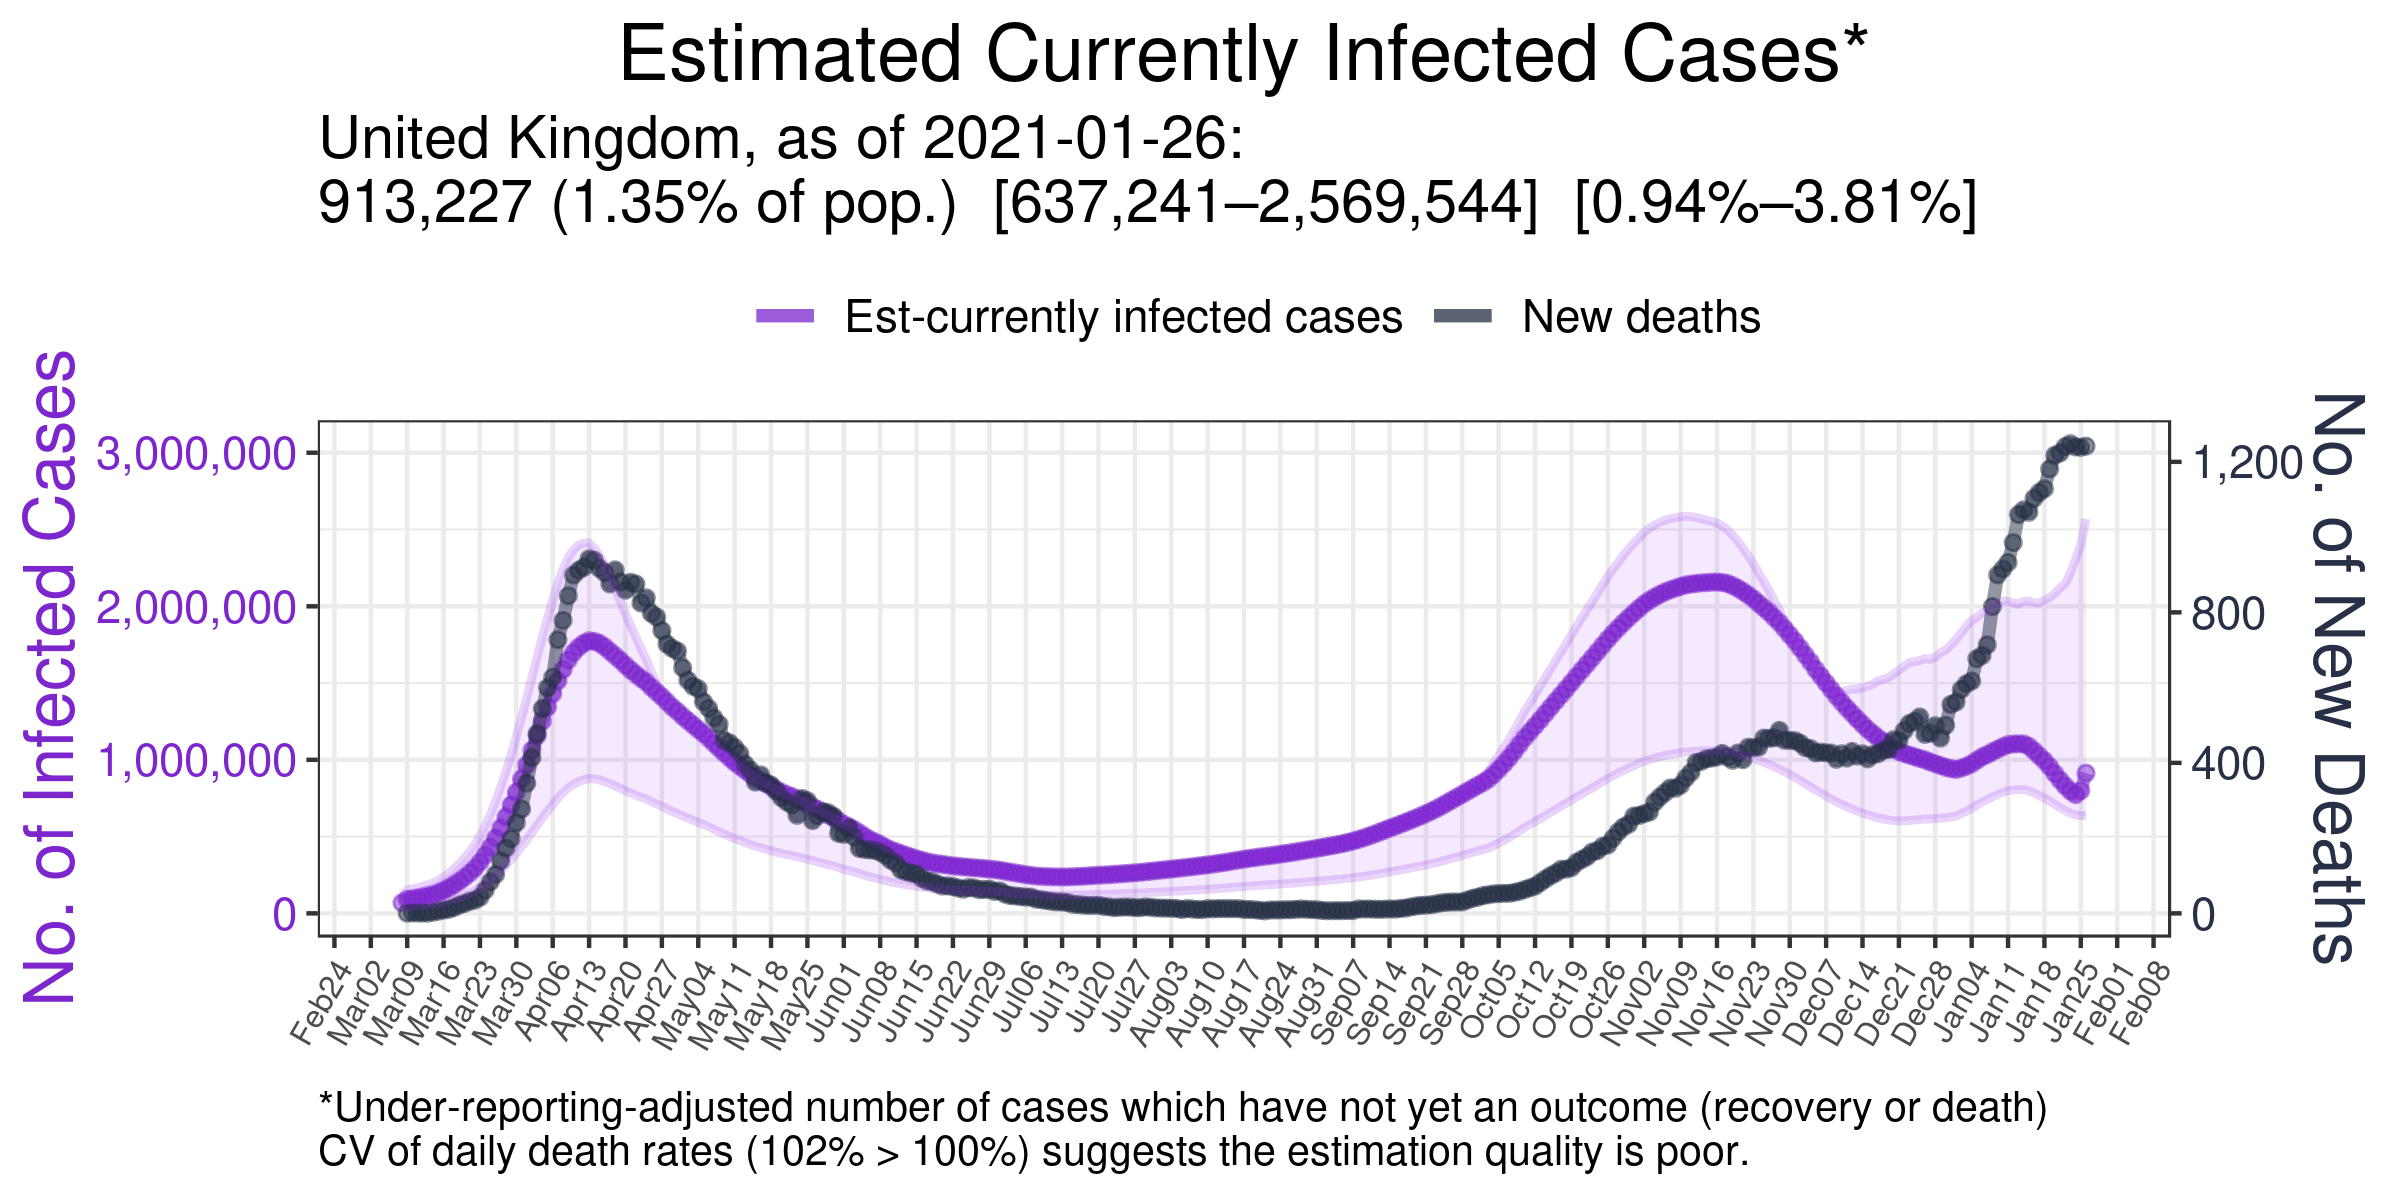 Estimated Currently Infected Cases*
United Kingdom, as of 2021-01-26:
913,227 (1.35% of pop.) [637,241–2,569,544] [0.94%–3.81%]
Est-currently infected cases
New deaths
No. of Infected Cases
3,000,000
2,000,000
1,000,000
0
1,200
800
400
0
No. of New Deaths
Feb24
Mar02
Mar09
Mar16
Mar23
Mar30
Apr06
Apr13
Apr20
Apr27
May04
May11
May18
May25
Jun01
Jun08
Jun15
Jun22
Jun29
Jul06
Jul13
Jul20
Jul27
Aug03
Aug10
Aug17
Aug24
Aug31
Sep07
Sep14
Sep21
Sep28
Oct05
Oct12
Oct19
Oct26
Nov02
Nov09
Nov16
Nov23
Nov30
Dec07
Dec14
Dec21
Dec28
Jan04
Jan11
Jan18
Jan25
Feb01
Feb08
*Under-reporting-adjusted number of cases which have not yet an outcome (recovery or death)
CV of daily death rates (102% > 100%) suggests the estimation quality is poor.